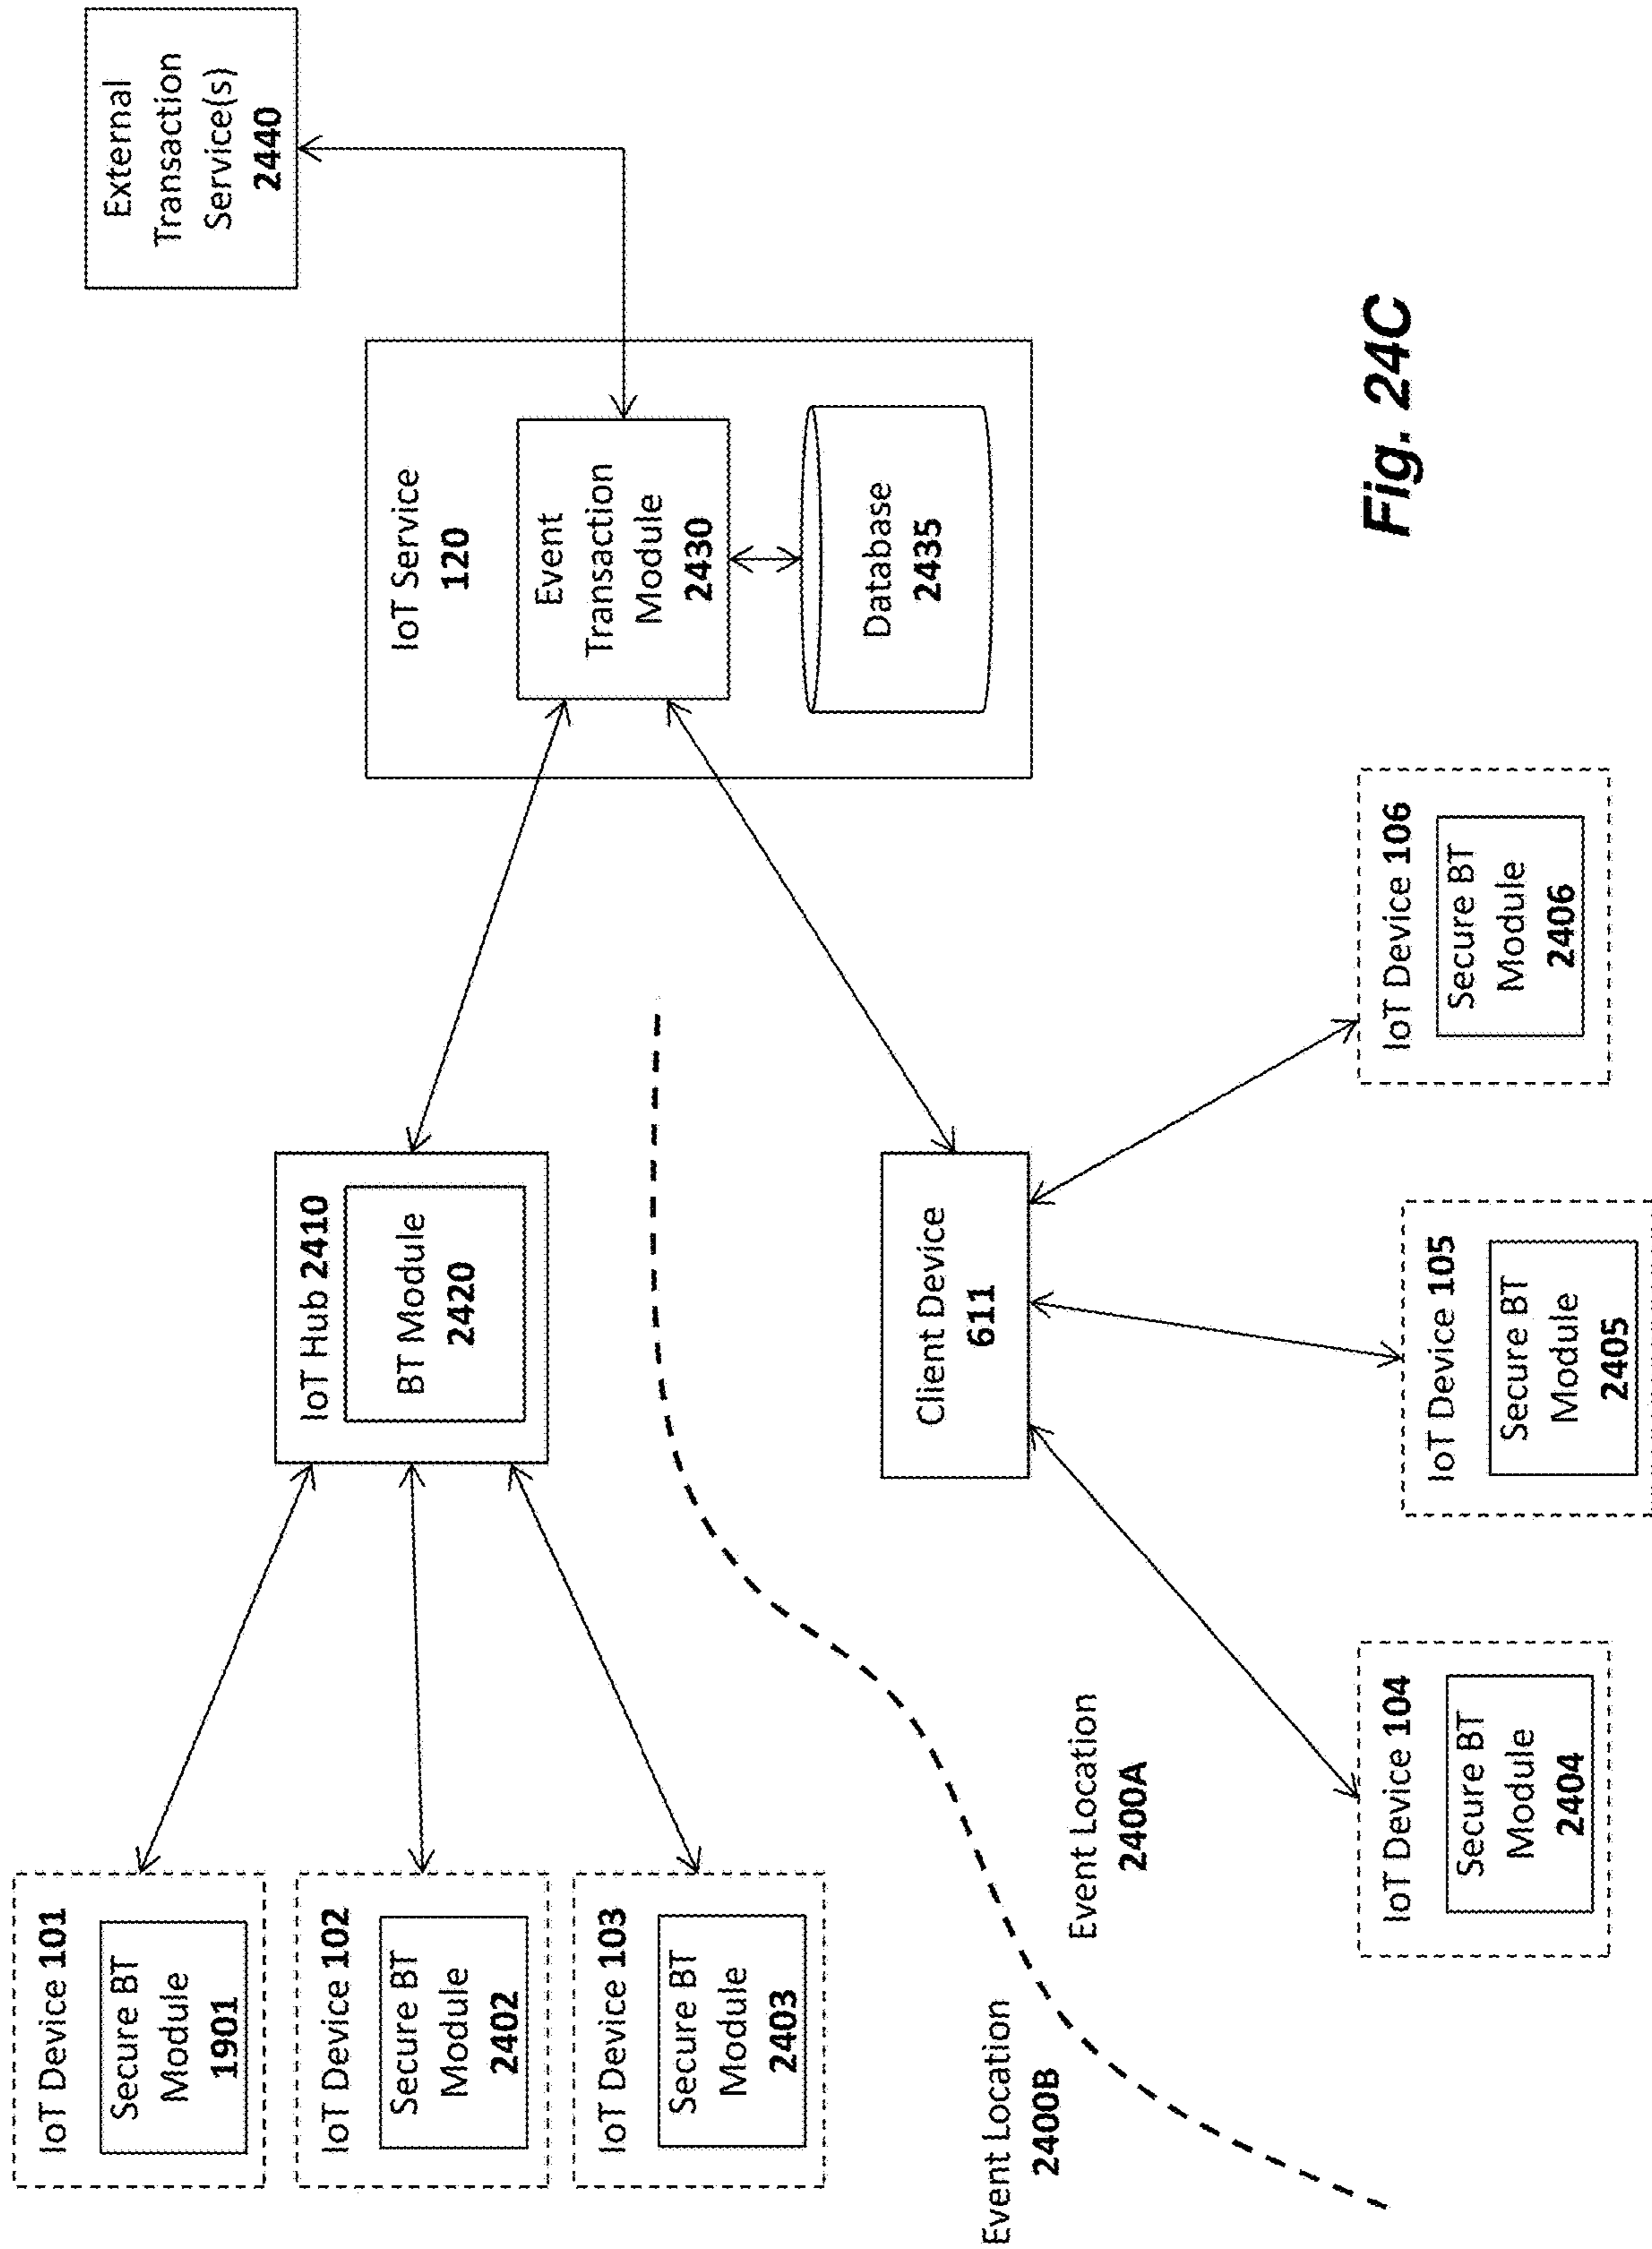 External
Transaction
Service(s)
2440
IoT Service
120
Event
Transaction
Module
2430
Database
2435
IoT Hub 2410
BT Module
2420
IoT Device 101
Secure BT
Module
1901
IoT Device 102
Secure BT
Module
2402
IoT Device 103
Secure BT
Module
2403
Event Location
2400B
Event Location
2400A
Client Device
611
IoT Device 104
Secure BT
Module
2404
IoT Device 105
Secure BT
Module
2405
IoT Device 106
Secure BT
Module
2406
Fig. 24C